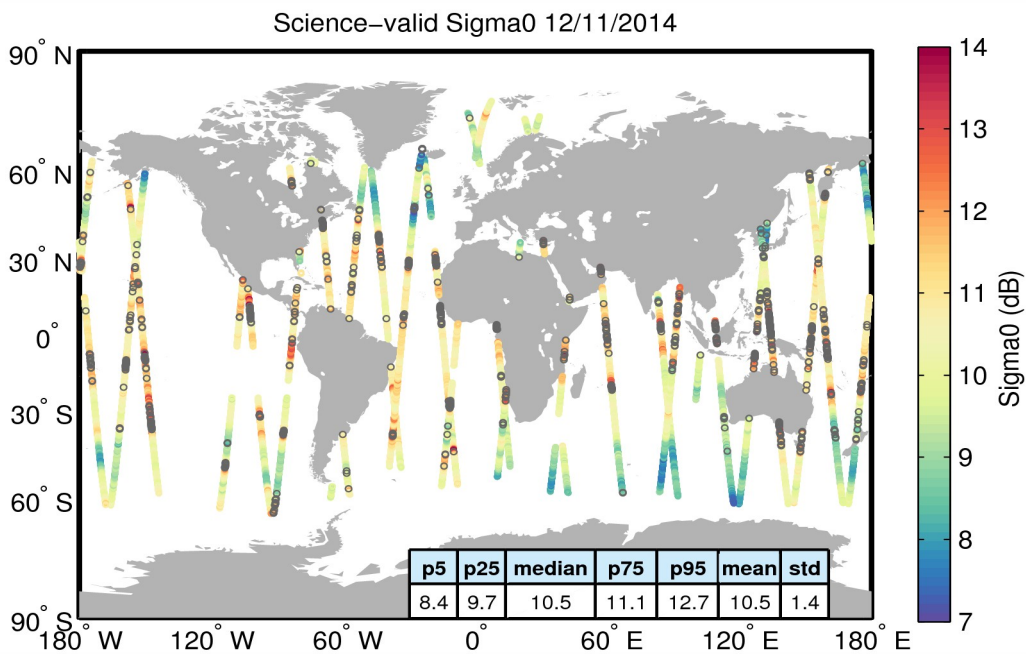 Science−valid Sigma0 12/11/2014
90° N
60° N
30° N
0°
30° S
60° S
90° S
180° W 120° W 60° W 0° 60° E 120° E 180° E
p5 p25 median p75 p95 mean std
8.4 9.7 10.5 11.1 12.7 10.5 1.4
14
13
12
11
10
9
8
7
Sigma0 (dB)